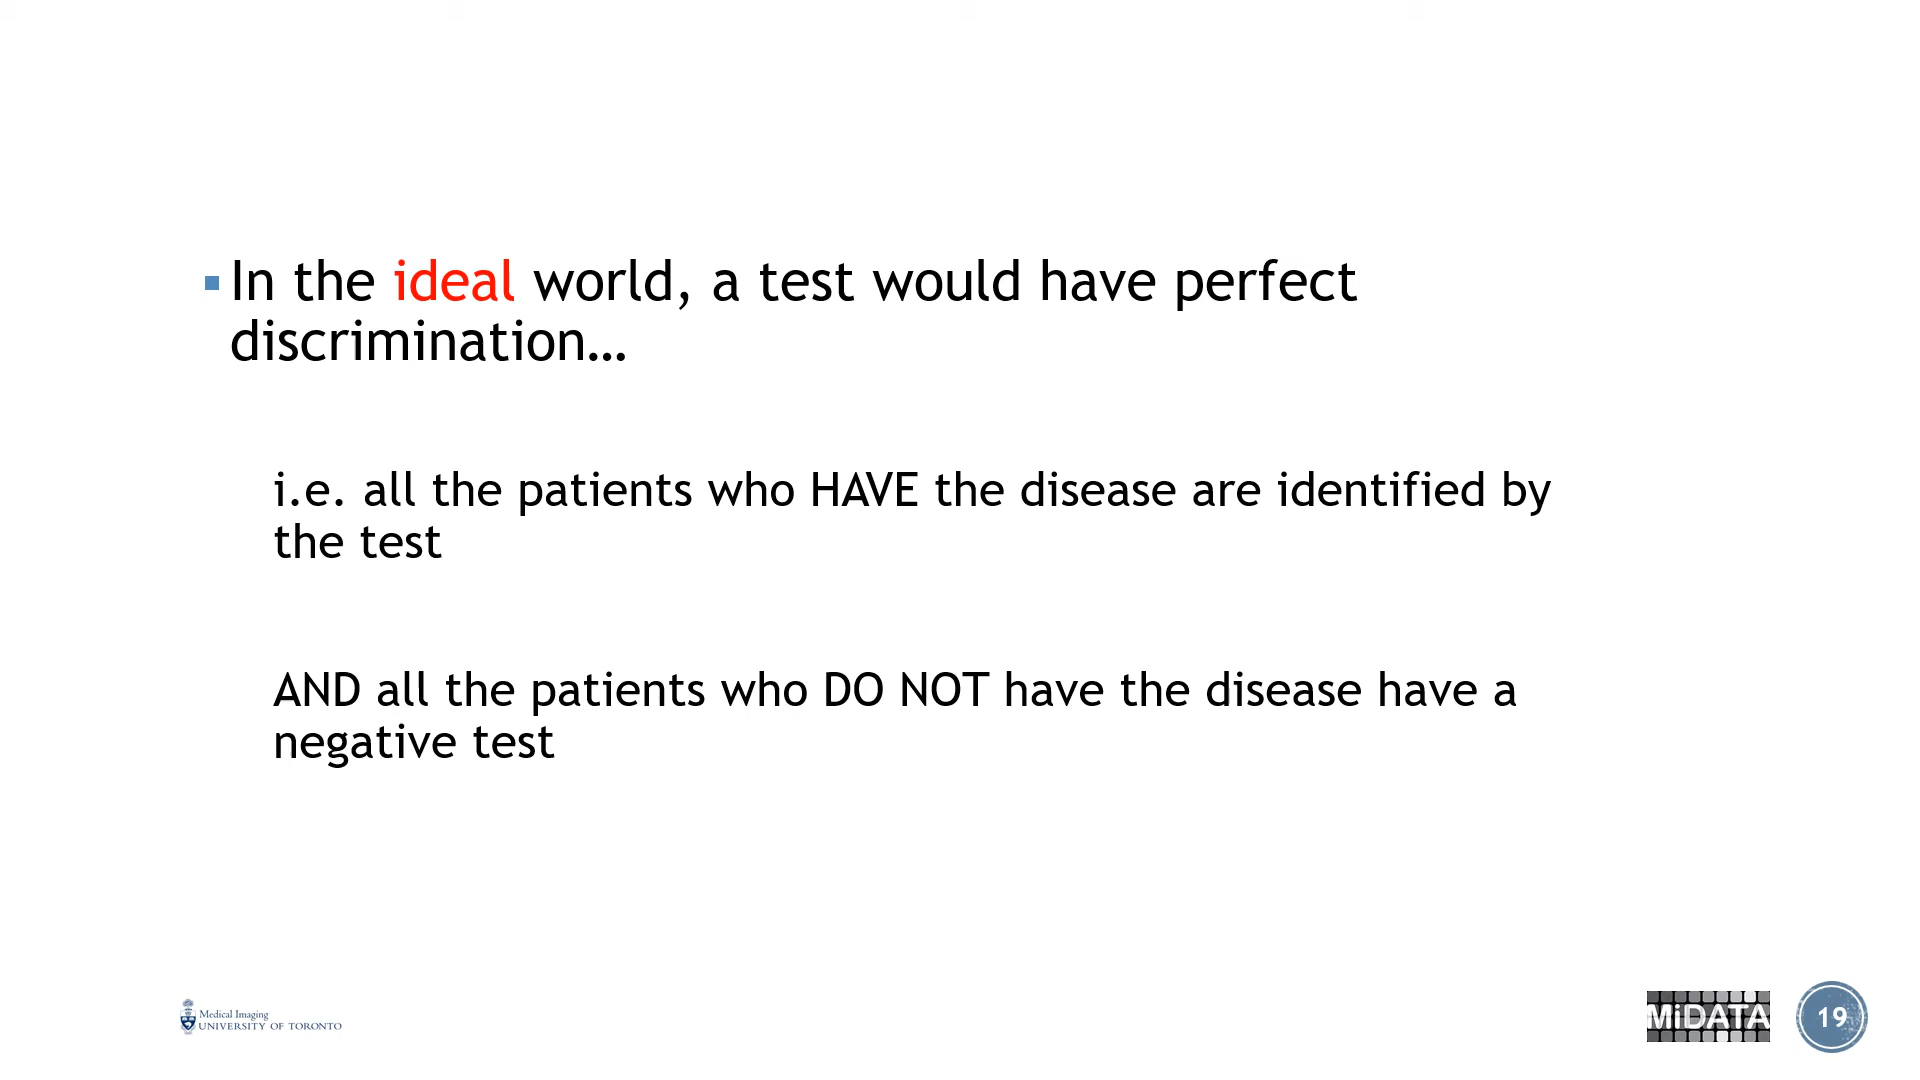 In the ideal world, a test would have perfect
discrimination…
i.e. all the patients who HAVE the disease are identified by
the test
AND all the patients who DO NOT have the disease have a
negative test
Medical Imaging
UNIVERSITY OF TORONTO
MiDATA
19